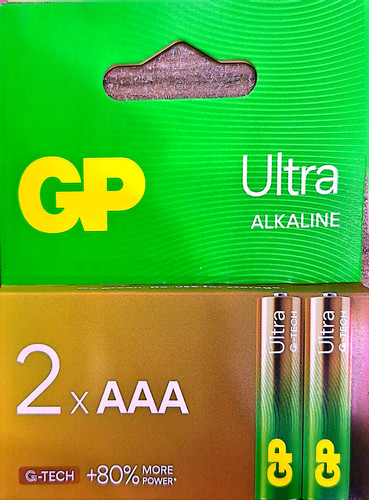 GP
Ultra
ALKALINE
2 x AAA
G-TECH
+80% MORE
POWER*
Ultra
G-TECH
GP
Ultra
G-TECH
GP